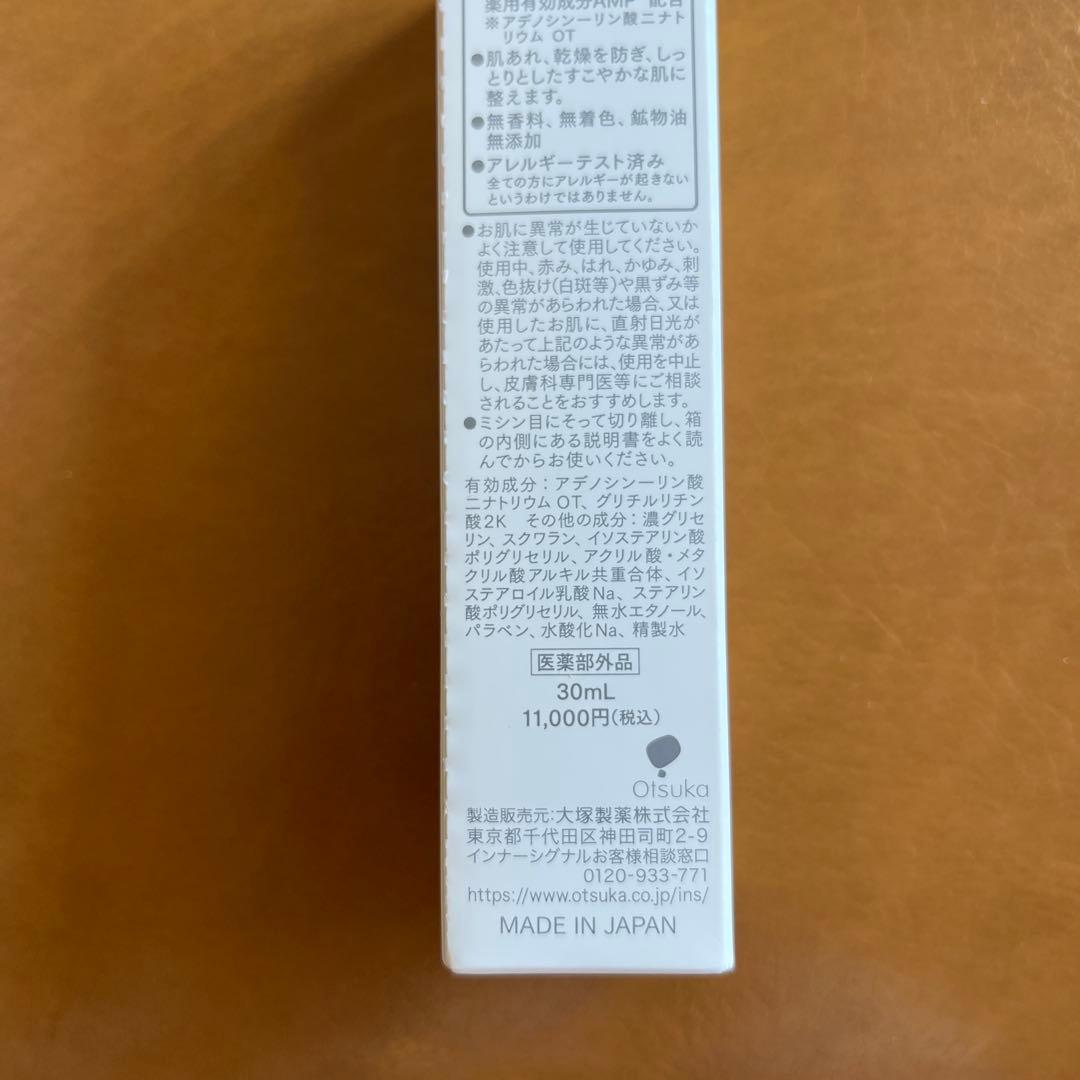 薬用有効成分AMP※配合
※アデノシン一リン酸二ナト
リウム OT
●肌あれ、乾燥を防ぎ、しっ
とりとしたすこやかな肌に
整えます。
●無香料、無着色、鉱物油
無添加
●アレルギーテスト済み
全ての方にアレルギーが起きない
というわけではありません。
●お肌に異常が生じていないか
よく注意して使用してください。
使用中、赤み、はれ、かゆみ、刺
激、色抜け(白斑等)や黒ずみ等
の異常があらわれた場合、又は
使用したお肌に、直射日光が
あたって上記のような異常があ
らわれた場合には、使用を中止
し、皮膚科専門医等にご相談
されることをおすすめします。
●ミシン目にそって切り離し、箱
の内側にある説明書をよく読
んでからお使いください。
有効成分：アデノシン一リン酸
二ナトリウム OT、グリチルリチン
酸2K その他の成分：濃グリセ
リン、スクワラン、イソステアリン酸
ポリグリセリル、アクリル酸・メタ
クリル酸アルキル共重合体、イソ
ステアロイル乳酸Na、ステアリン
酸ポリグリセリル、無水エタノール、
パラベン、水酸化Na、精製水
医薬部外品
30mL
11,000円(税込)
Otsuka
製造販売元:大塚製薬株式会社
東京都千代田区神田司町2-9
インナーシグナルお客様相談窓口
0120-933-771
https://www.otsuka.co.jp/ins/
MADE IN JAPAN